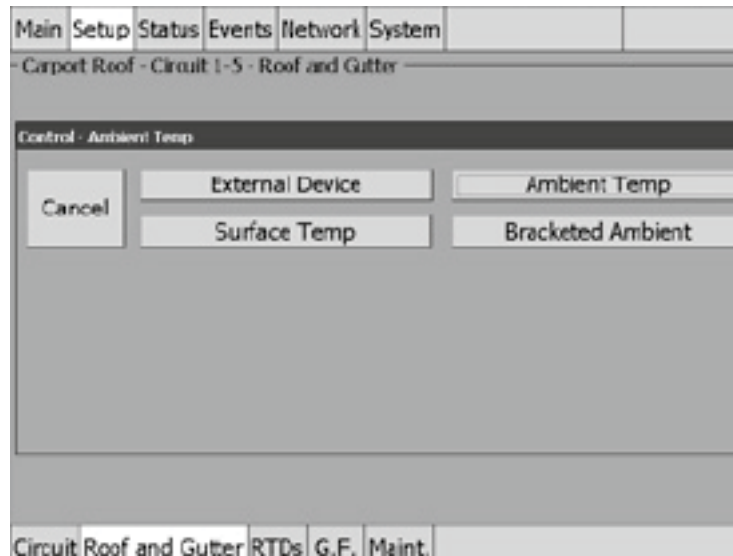 Main Setup Status Events Network System
Carport Roof - Circuit 1-5 - Roof and Gutter
Control - Ambient Temp
Cancel
External Device
Ambient Temp
Surface Temp
Bracketed Ambient
Circuit Roof and Gutter RTDs G.F. Maint.